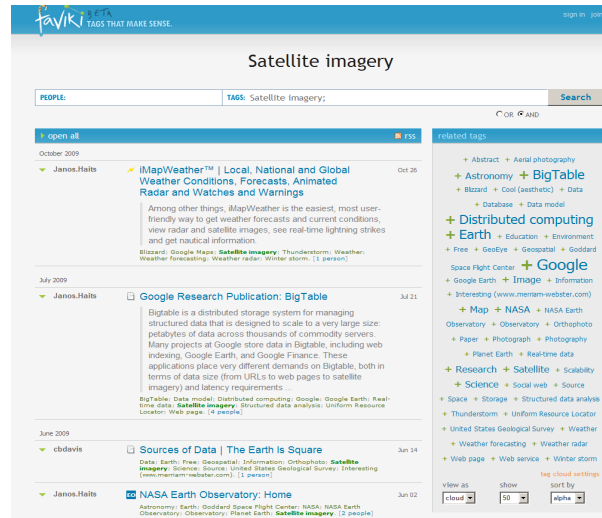 faviki BETA TAGS THAT MAKE SENSE. sign in join
Satellite imagery
PEOPLE: TAGS: Satellite Imagery; Search
OR AND
open all rss
October 2009
Janos.Haits iMapWeather™ | Local, National and Global Oct 26
Weather Conditions, Forecasts, Animated
Radar and Watches and Warnings
Among other things, iMapWeather is the easiest, most user-
friendly way to get weather forecasts and current conditions,
view radar and satellite images, see real-time lightning strikes
and get nautical information.
Blizzard: Google Maps: Satellite imagery: Thunderstorm: Weather:
Weather forecasting: Weather radar: Winter storm. [1 person]
July 2009
Janos.Haits Google Research Publication: BigTable Jul 21
Bigtable is a distributed storage system for managing
structured data that is designed to scale to a very large size:
petabytes of data across thousands of commodity servers.
Many projects at Google store data in Bigtable, including web
indexing, Google Earth, and Google Finance. These
applications place very different demands on Bigtable, both in
terms of data size (from URLs to web pages to satellite
imagery) and latency requirements ...
BigTable: Data model: Distributed computing: Google: Google Earth: Real-
time data: Satellite imagery: Structured data analysis: Uniform Resource
Locator: Web page. [4 people]
June 2009
cbdavis Sources of Data | The Earth Is Square Jun 14
Data: Earth: Free: Geospatial: Information: Orthophoto: Satellite
imagery: Science: Source: United States Geological Survey: Interesting
(www.merriam-webster.com). [1 person]
Janos.Haits EO NASA Earth Observatory: Home Jun 02
Astronomy: Earth: Goddard Space Flight Center: NASA: NASA Earth
Observatory: Observatory: Planet Earth: Satellite imagery. [2 people]
related tags
+ Abstract + Aerial photography
+ Astronomy + BigTable
+ Blizzard + Cool (aesthetic) + Data
+ Database + Data model
+ Distributed computing
+ Earth + Education + Environment
+ Free + GeoEye + Geospatial + Goddard
Space Flight Center + Google
+ Google Earth + Image + Information
+ Interesting (www.merriam-webster.com)
+ Map + NASA + NASA Earth
Observatory + Observatory + Orthophoto
+ Paper + Photograph + Photography
+ Planet Earth + Real-time data
+ Research + Satellite + Scalability
+ Science + Social web + Source
+ Space + Storage + Structured data analysis
+ Thunderstorm + Uniform Resource Locator
+ United States Geological Survey + Weather
+ Weather forecasting + Weather radar
+ Web page + Web service + Winter storm
tag cloud settings
view as show sort by
cloud 50 alpha